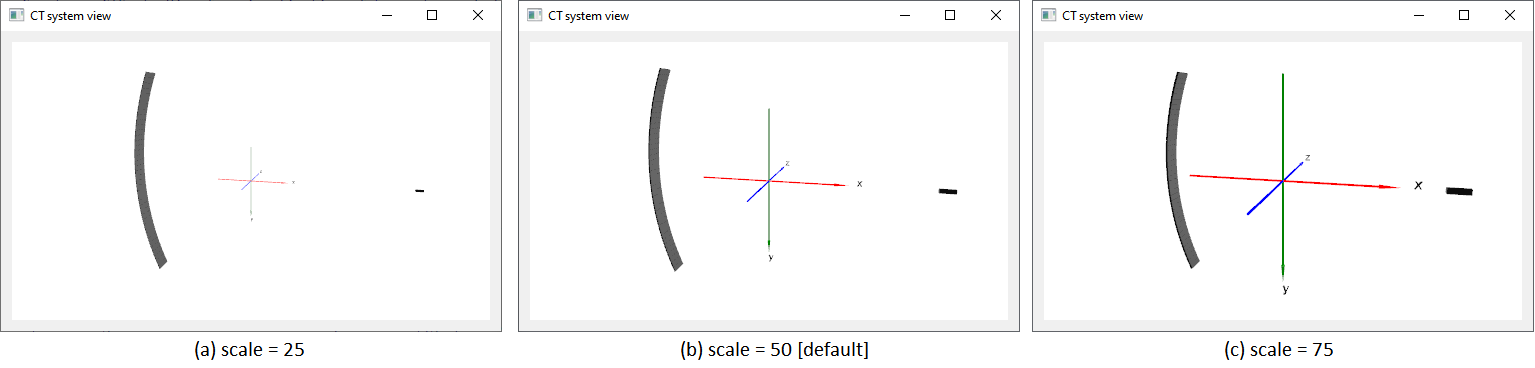 CT system view
CT system view
CT system view
z
x
y
z
x
y
z
x
y
(a) scale = 25
(b) scale = 50 [default]
(c) scale = 75